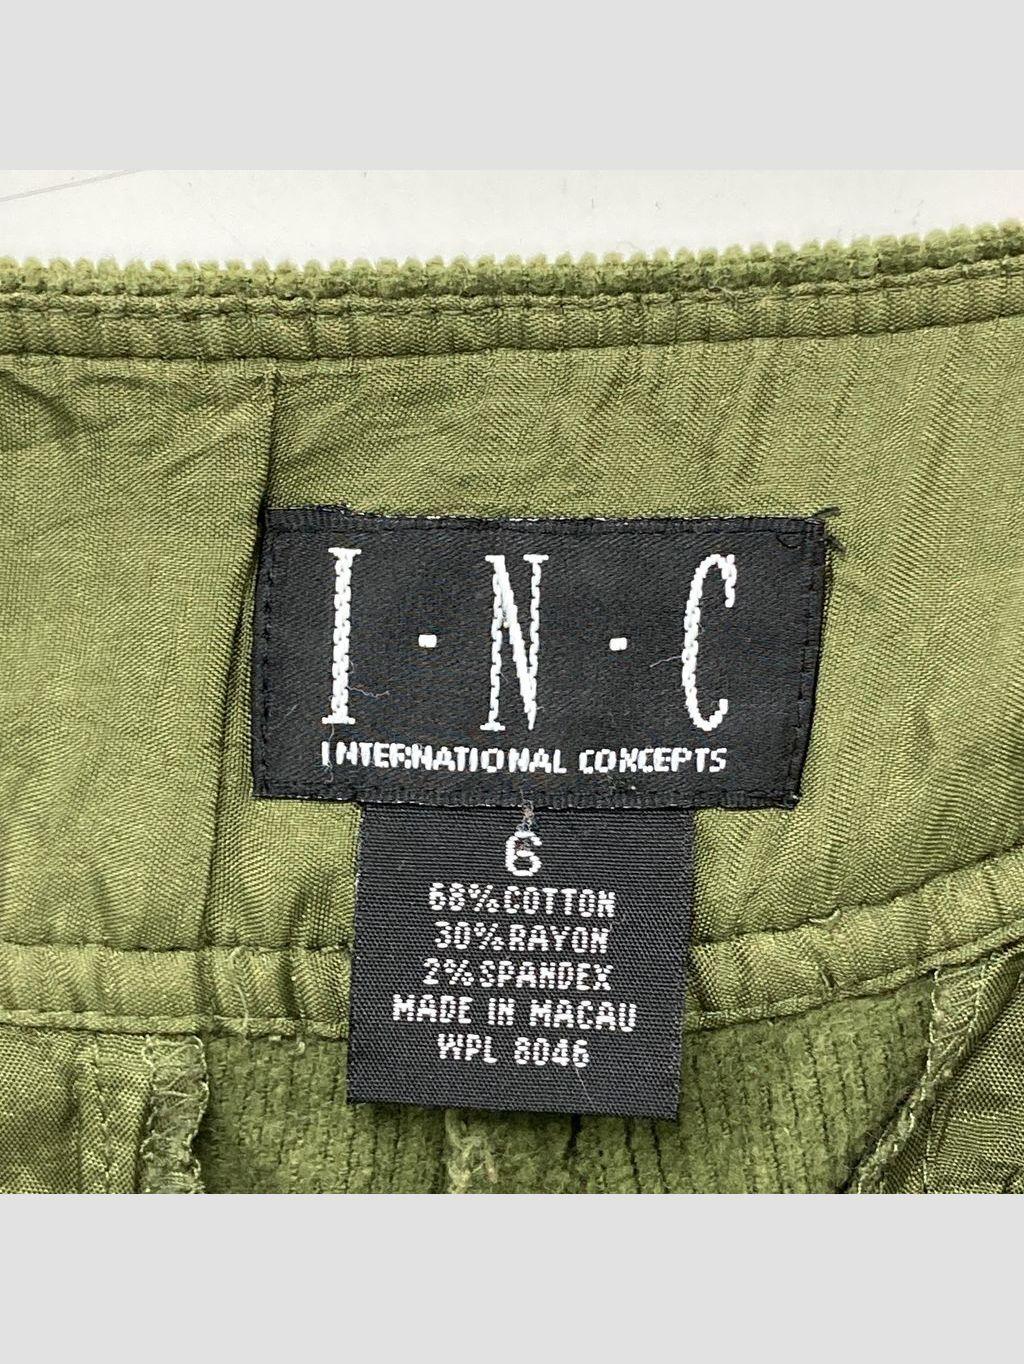 I·N·C
INTERNATIONAL CONCEPTS
6
68% COTTON
30% RAYON
2% SPANDEX
MADE IN MACAU
WPL 8046